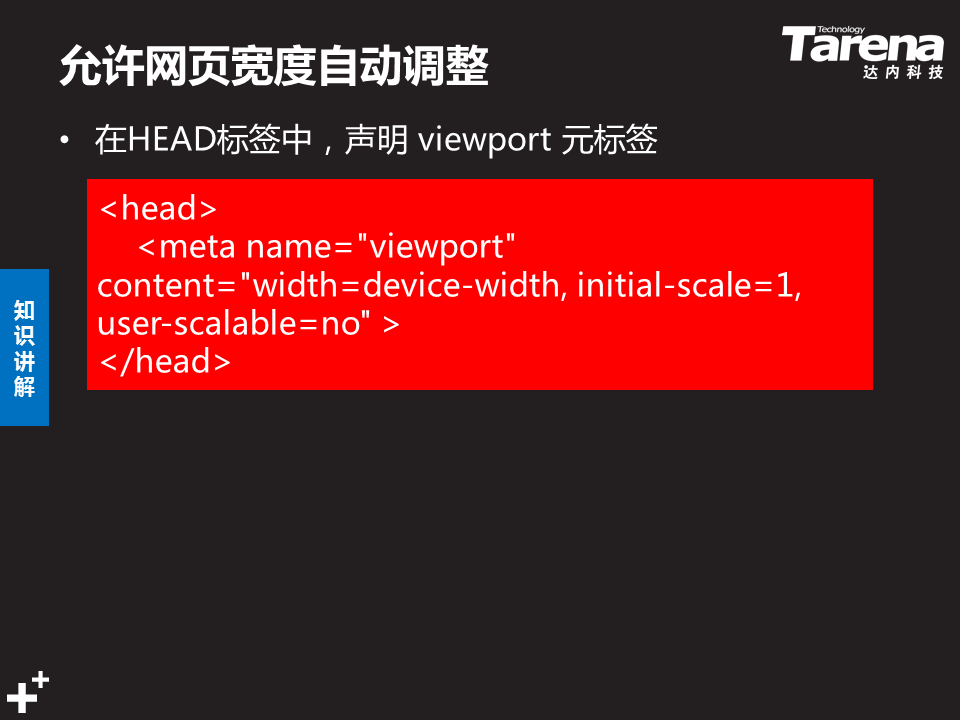 允许网页宽度自动调整
Technology
Tarena
达内科技
• 在HEAD标签中，声明 viewport 元标签
<head>
<meta name="viewport"
content="width=device-width, initial-scale=1,
user-scalable=no" >
</head>
知
识
讲
解